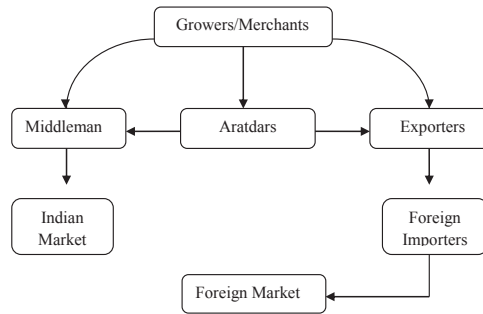 Growers/Merchants
Middleman
Aratdars
Exporters
Indian
Market
Foreign
Importers
Foreign Market